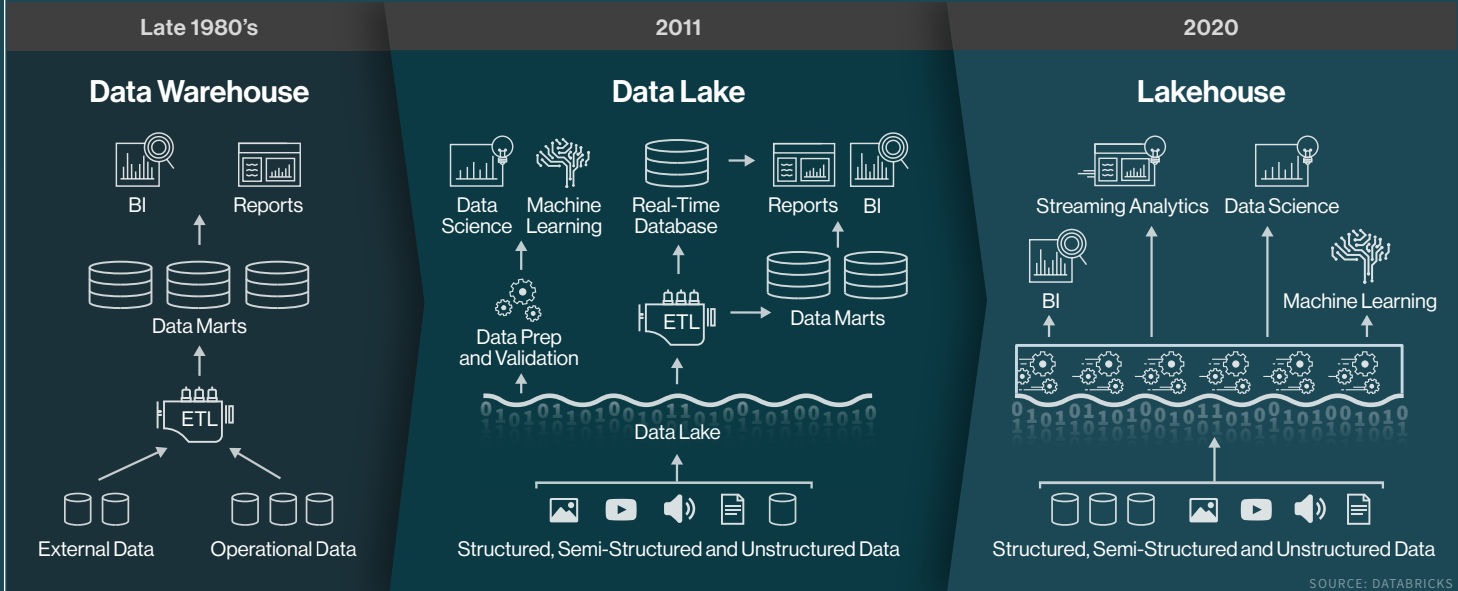 Late 1980's
2011
2020
Data Warehouse
BI
Reports
Data Marts
ETL
External Data
Operational Data
Data Lake
Data
Science
Machine
Learning
Real-Time
Database
Reports
BI
Data Prep
and Validation
ETL
Data Marts
Data Lake
Structured, Semi-Structured and Unstructured Data
Lakehouse
Streaming Analytics
Data Science
BI
Machine Learning
Structured, Semi-Structured and Unstructured Data
SOURCE: DATABRICKS